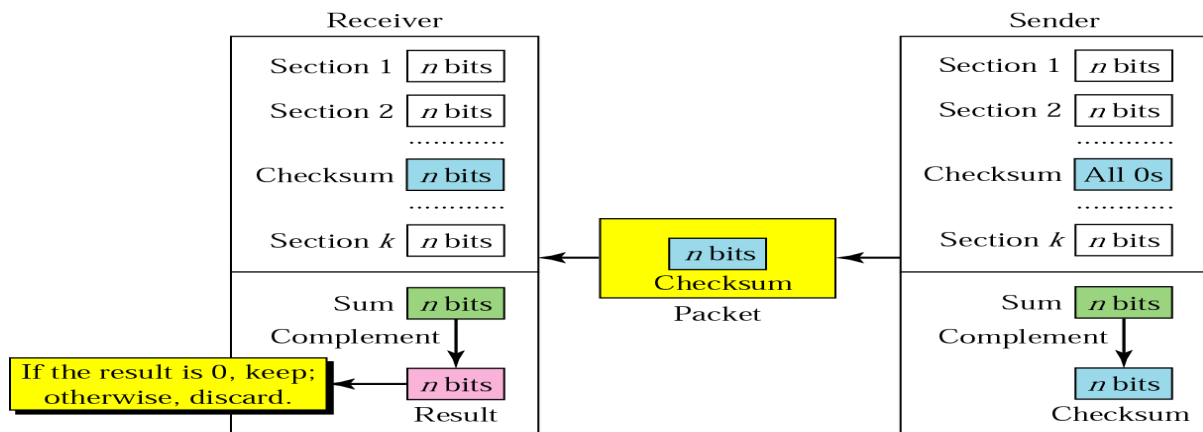 Receiver
Section 1 n bits
Section 2 n bits
............
Checksum n bits
............
Section k n bits
Sum n bits
Complement
n bits
Result
If the result is 0, keep;
otherwise, discard.
n bits
Checksum
Packet
Sender
Section 1 n bits
Section 2 n bits
............
Checksum All 0s
............
Section k n bits
Sum n bits
Complement
n bits
Checksum